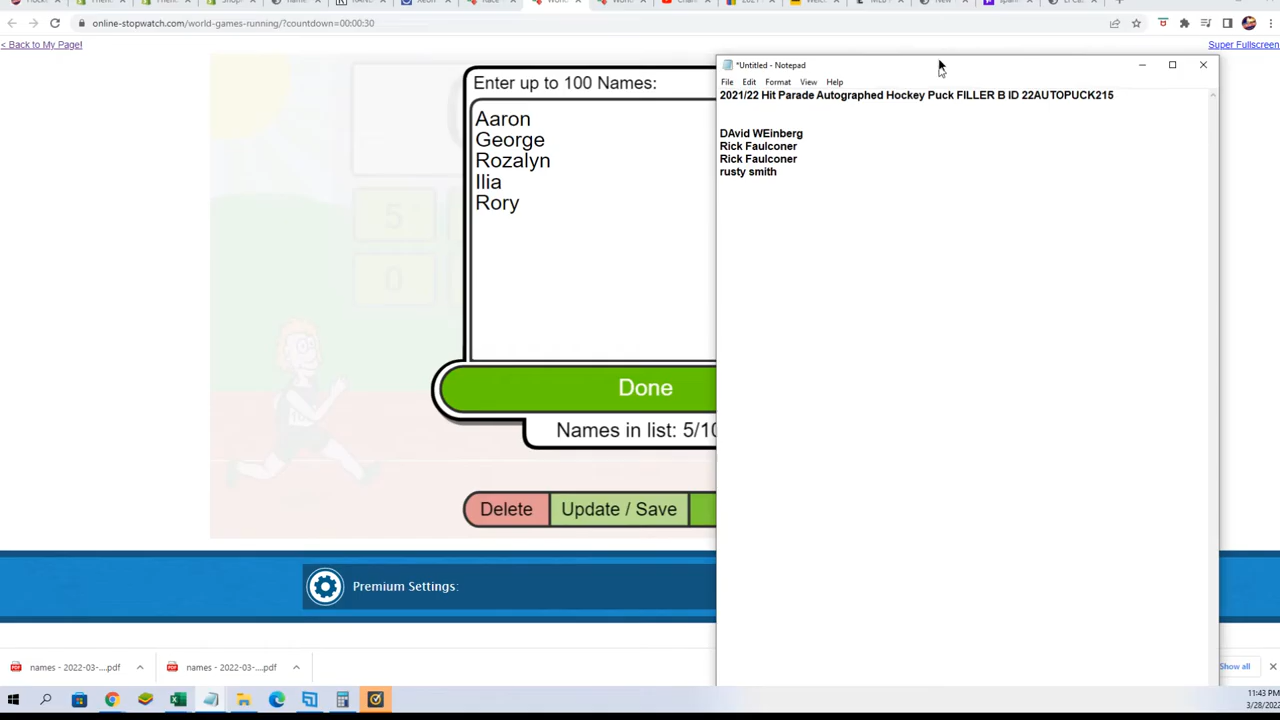 online-stopwatch.com/world-games-running/?countdown=00:00:30
< Back to My Page!
Super Fullscreen
Enter up to 100 Names:
Aaron
George
Rozalyn
Ilia
Rory
5
0
Done
Names in list: 5/10
Delete
Update / Save
Premium Settings:
*Untitled - Notepad
File Edit Format View Help
2021/22 Hit Parade Autographed Hockey Puck FILLER B ID 22AUTOPUCK215
DAvid WEinberg
Rick Faulconer
Rick Faulconer
rusty smith
names - 2022-03-....pdf
names - 2022-03-....pdf
Show all
11:43 PM
3/28/202